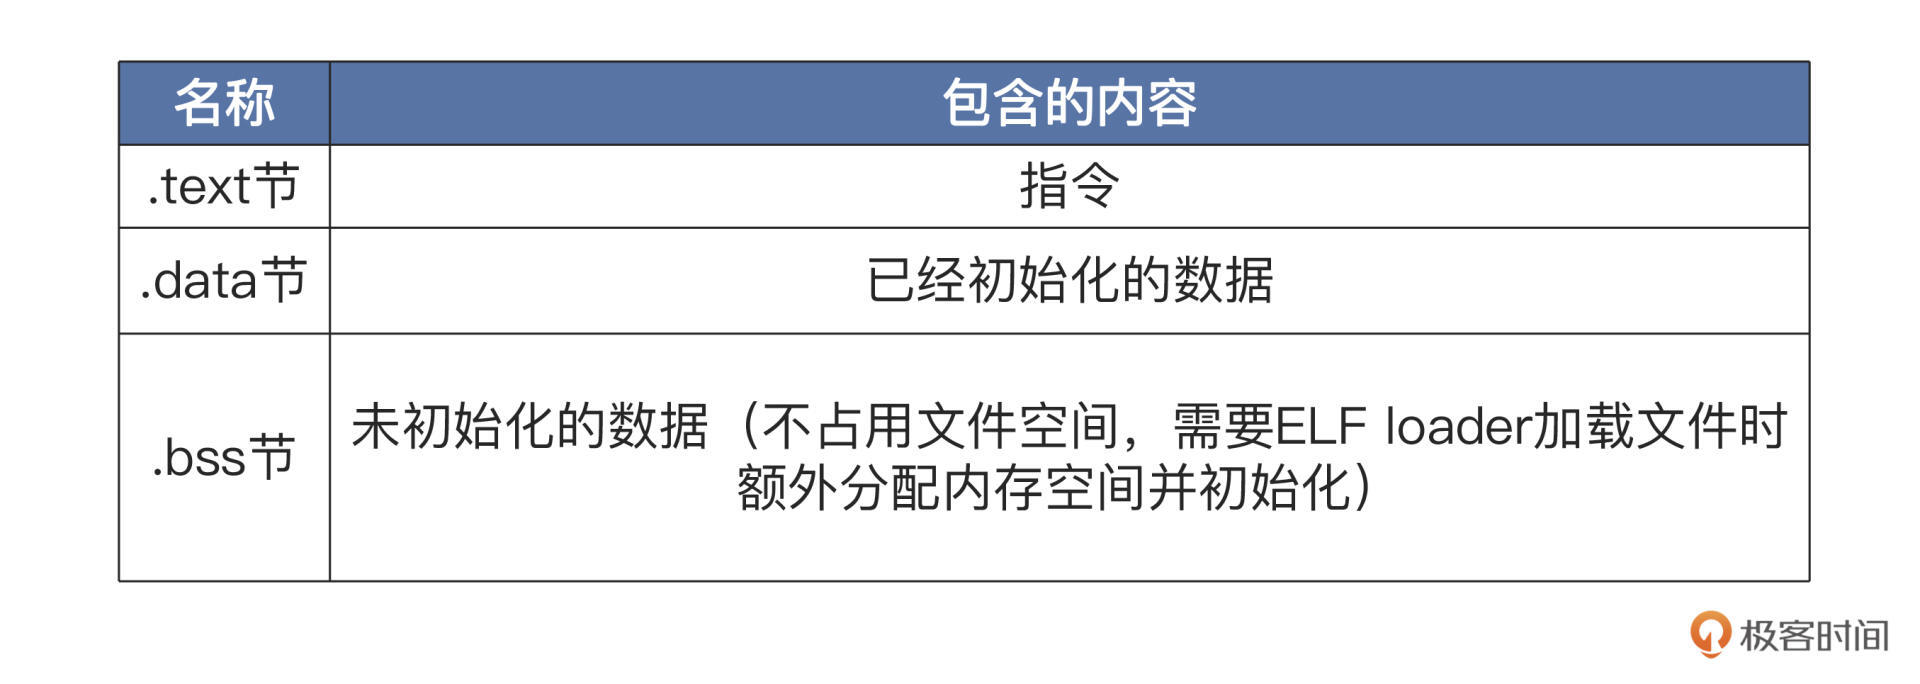 名称
包含的内容
.text节
指令
.data节
已经初始化的数据
.bss节
未初始化的数据（不占用文件空间，需要ELF loader加载文件时
额外分配内存空间并初始化）
极客时间